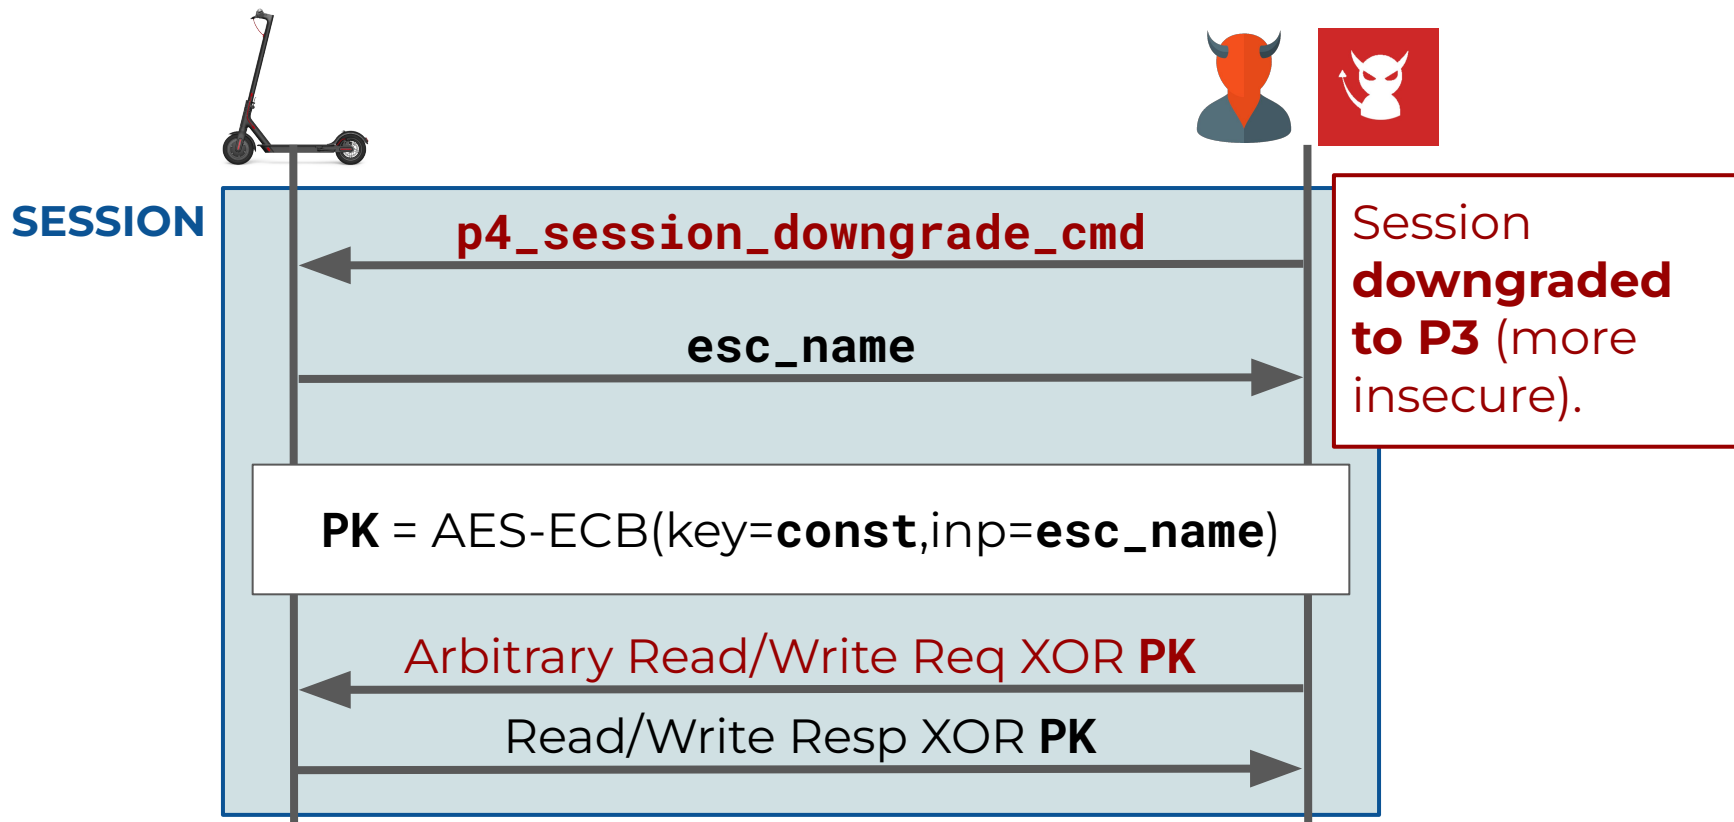 SESSION
p4_session_downgrade_cmd
esc_name
Session
downgraded
to P3 (more
insecure).
PK = AES-ECB(key=const,inp=esc_name)
Arbitrary Read/Write Req XOR PK
Read/Write Resp XOR PK